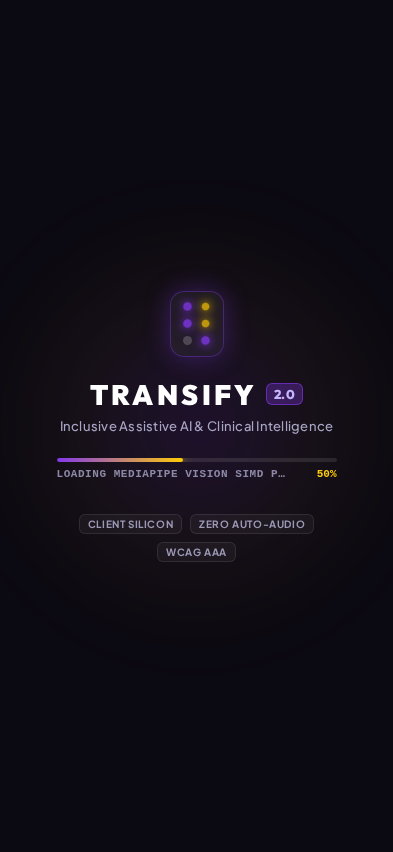 TRANSIFY 2.0
Inclusive Assistive AI & Clinical Intelligence
LOADING MEDIAPIPE VISION SIMD P… 50%
CLIENT SILICON ZERO AUTO-AUDIO
WCAG AAA